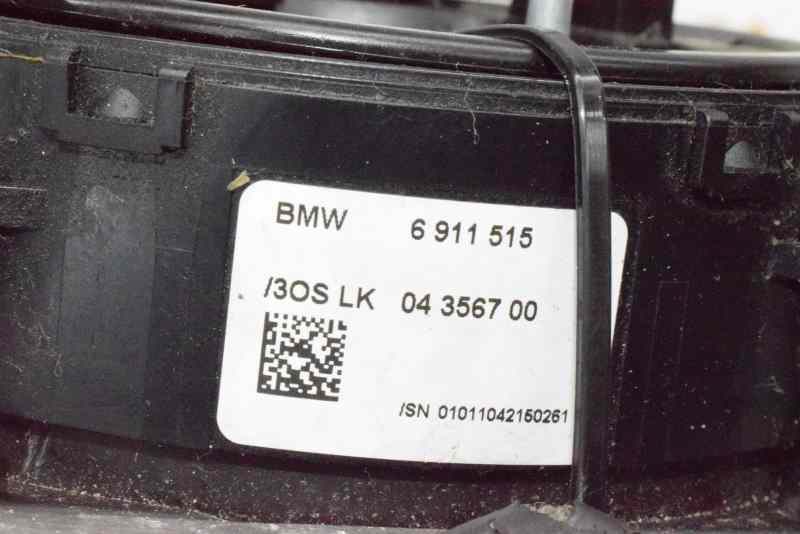 BMW 6 911 515
/3OS LK 04 3567 00
/SN 01011042150261